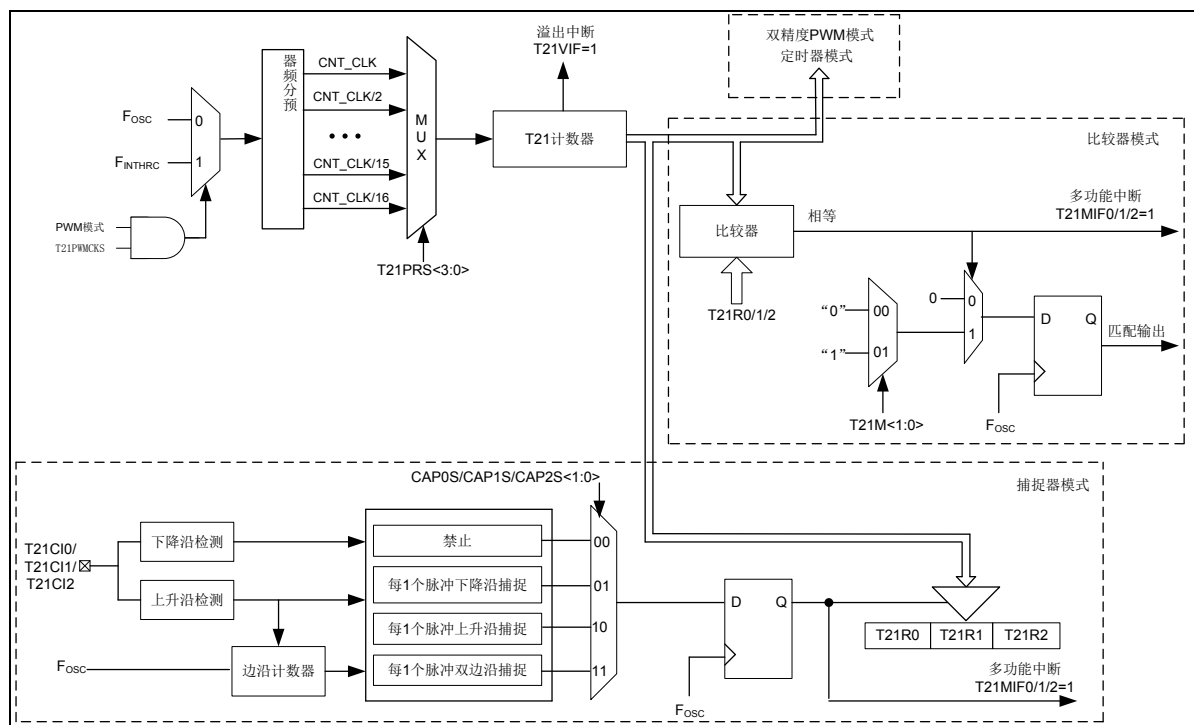 溢出中断
T21VIF=1
双精度PWM模式
定时器模式
器频分预
CNT_CLK
CNT_CLK/2
CNT_CLK/15
CNT_CLK/16
MUX
FOSC
0
FINTHRC
1
PWM模式
T21PWMCKS
T21PRS<3:0>
T21计数器
比较器模式
比较器
相等
多功能中断
T21MIF0/1/2=1
T21R0/1/2
“0”
00
“1”
01
T21M<1:0>
0
0
1
D
Q
匹配输出
FOSC
捕捉器模式
CAP0S/CAP1S/CAP2S<1:0>
T21CI0/
T21CI1/
T21CI2
下降沿检测
上升沿检测
FOSC
边沿计数器
禁止
00
每1个脉冲下降沿捕捉
01
每1个脉冲上升沿捕捉
10
每1个脉冲双边沿捕捉
11
D
Q
FOSC
T21R0
T21R1
T21R2
多功能中断
T21MIF0/1/2=1